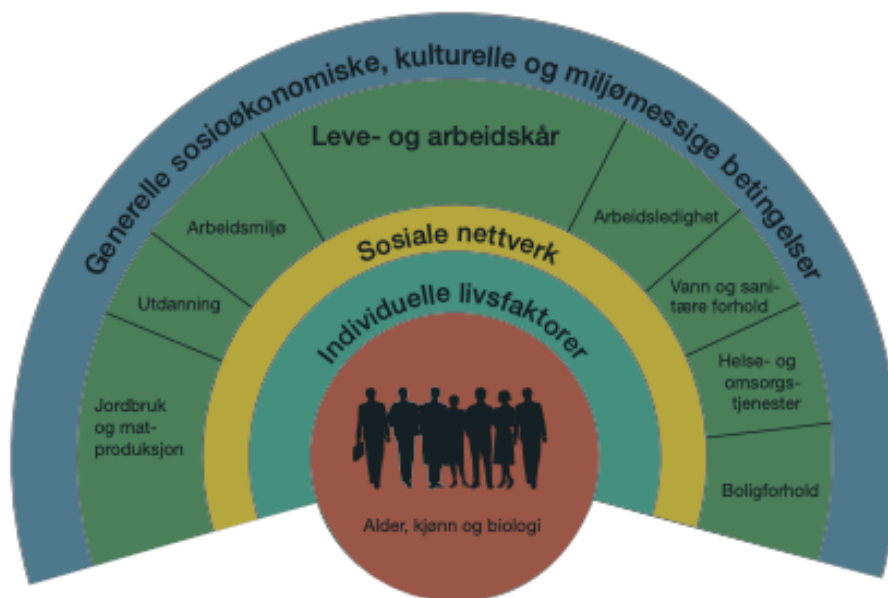 Generelle sosioøkonomiske, kulturelle og miljømessige betingelser
Leve- og arbeidskår
Arbeidsmiljø
Arbeidsledighet
Sosiale nettverk
Utdanning
Vann og sani-
tære forhold
Individuelle livsfaktorer
Jordbruk
og mat-
produksjon
Helse- og
omsorgs-
tjenester
Boligforhold
Alder, kjønn og biologi